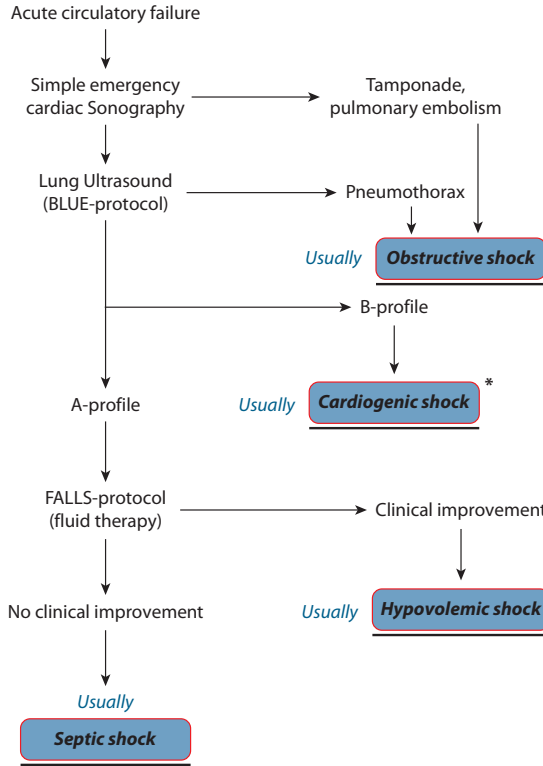 Acute circulatory failure
Simple emergency
cardiac Sonography
Tamponade,
pulmonary embolism
Lung Ultrasound
(BLUE-protocol)
Pneumothorax
Usually Obstructive shock
B-profile
A-profile
Usually Cardiogenic shock *
FALLS-protocol
(fluid therapy)
Clinical improvement
No clinical improvement
Usually Hypovolemic shock
Usually
Septic shock